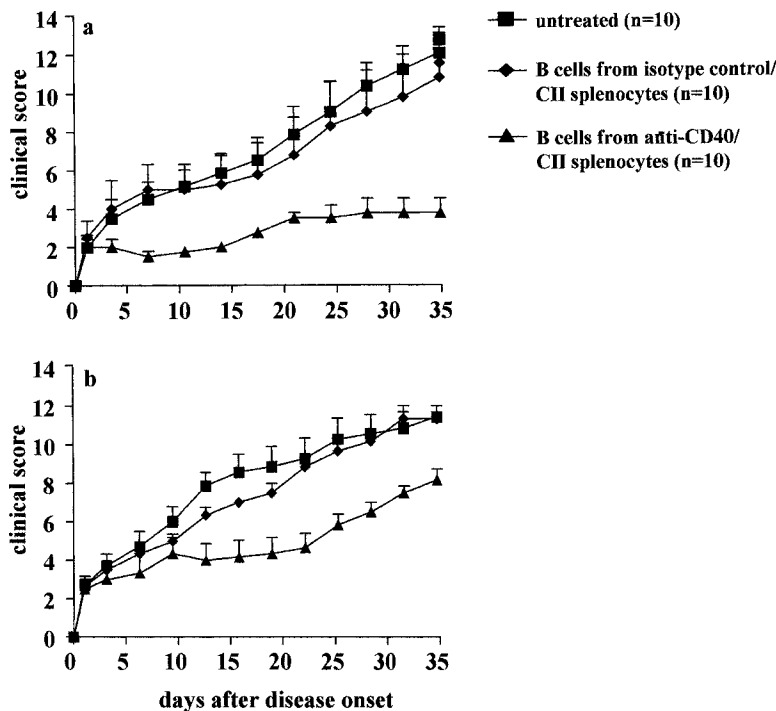 a
14
12
10
8
6
4
2
0
clinical score
0 5 10 15 20 25 30 35
untreated (n=10)
B cells from isotype control/
CII splenocytes (n=10)
B cells from anti-CD40/
CII splenocytes (n=10)
b
14
12
10
8
6
4
2
0
clinical score
0 5 10 15 20 25 30 35
days after disease onset